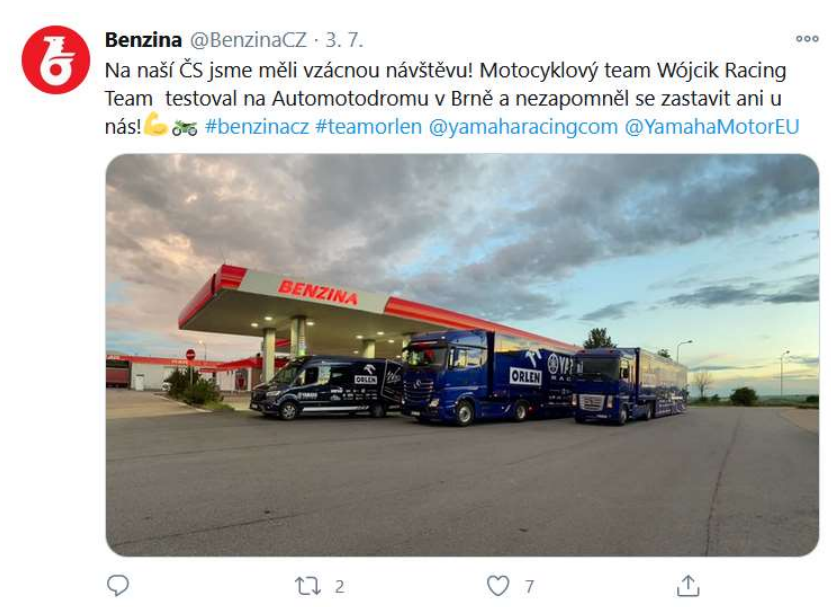 Benzina @BenzinaCZ · 3. 7.
Na naší ČS jsme měli vzácnou návštěvu! Motocyklový team Wójcik Racing
Team testoval na Automotodromu v Brně a nezapomněl se zastavit ani u
nás!💪🏍 #benzinacz #teamorlen @yamaharacingcom @YamahaMotorEU
BENZINA
ORLEN
ORLEN
2
7